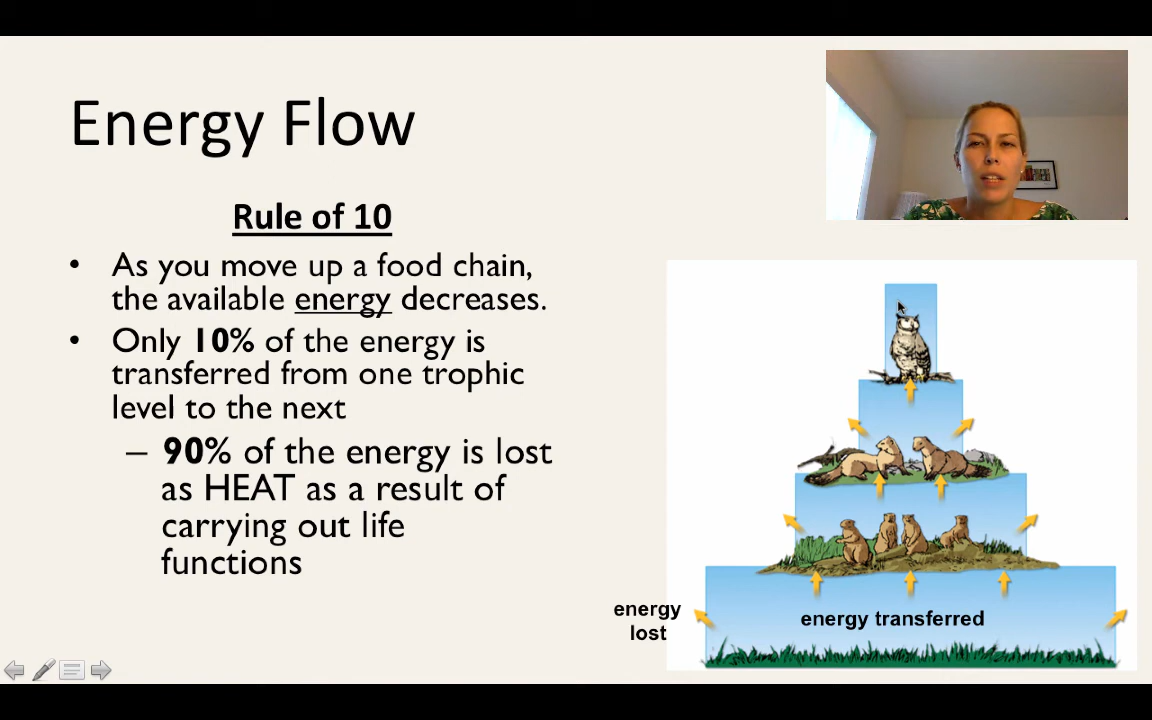 Energy Flow
Rule of 10
• As you move up a food chain,
the available energy decreases.
• Only 10% of the energy is
transferred from one trophic
level to the next
– 90% of the energy is lost
as HEAT as a result of
carrying out life
functions
energy
lost
energy transferred